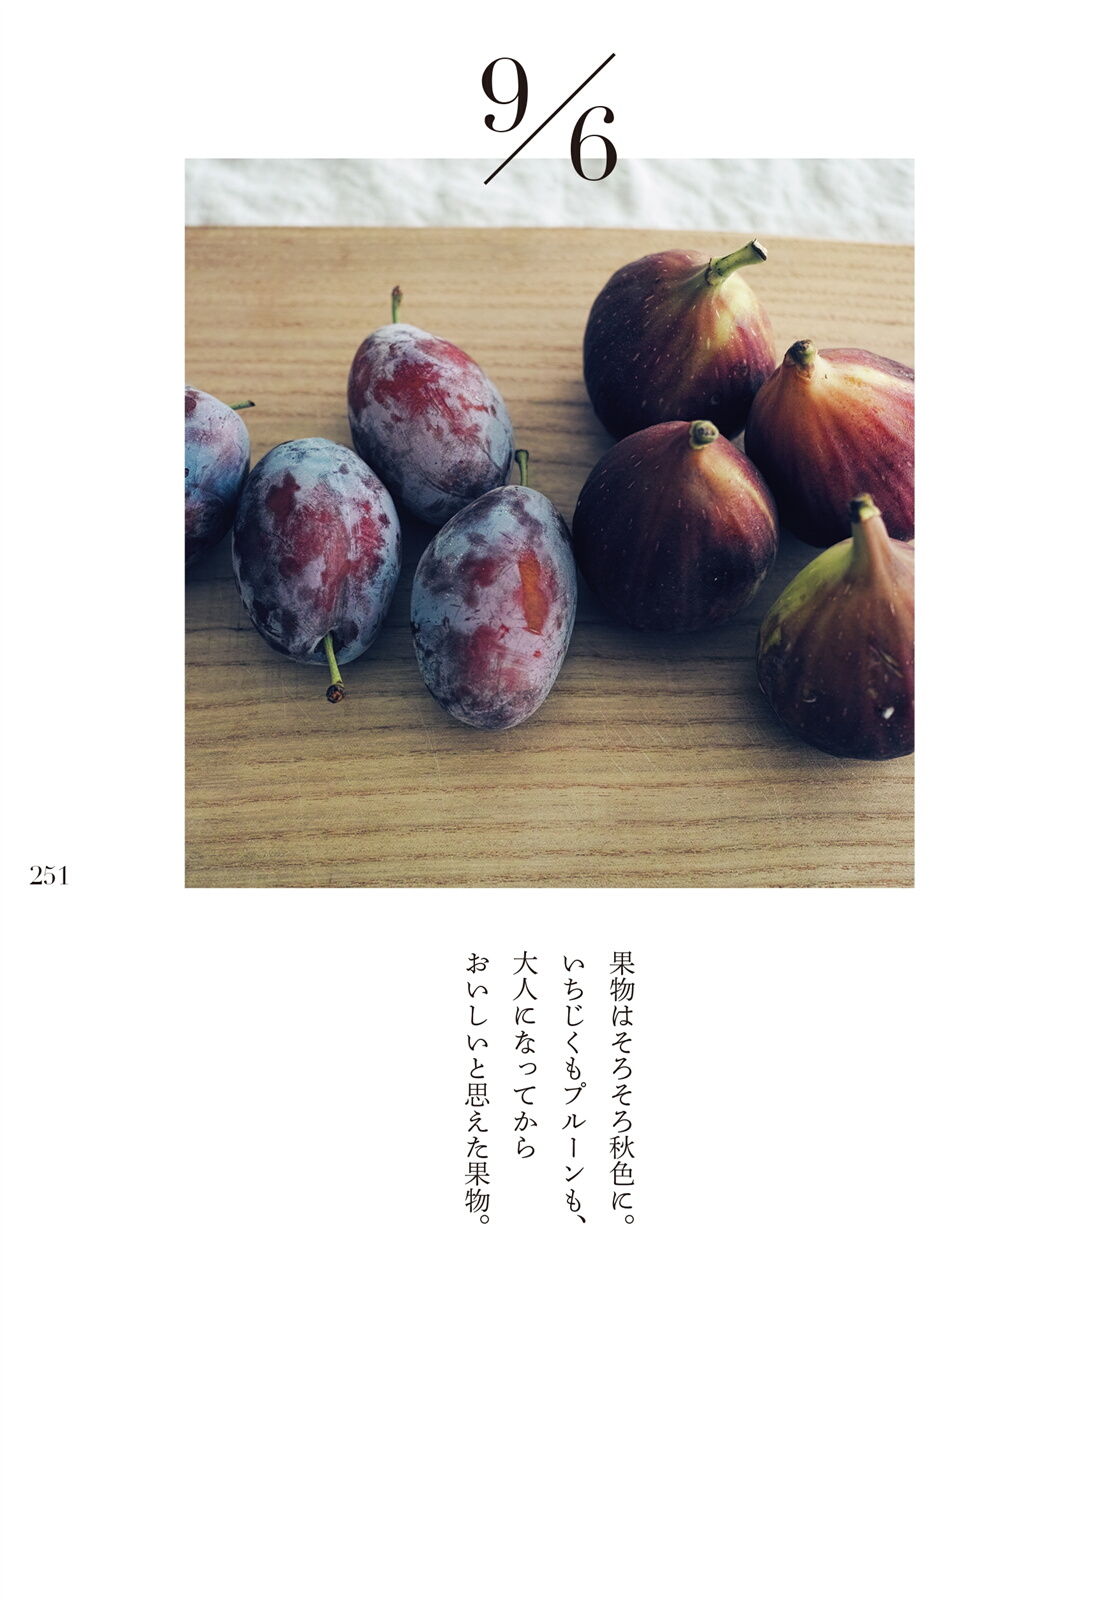 9/6
果物はそろそろ秋色に。
いちじくもプルーンも、
大人になってから
おいしいと思えた果物。
251